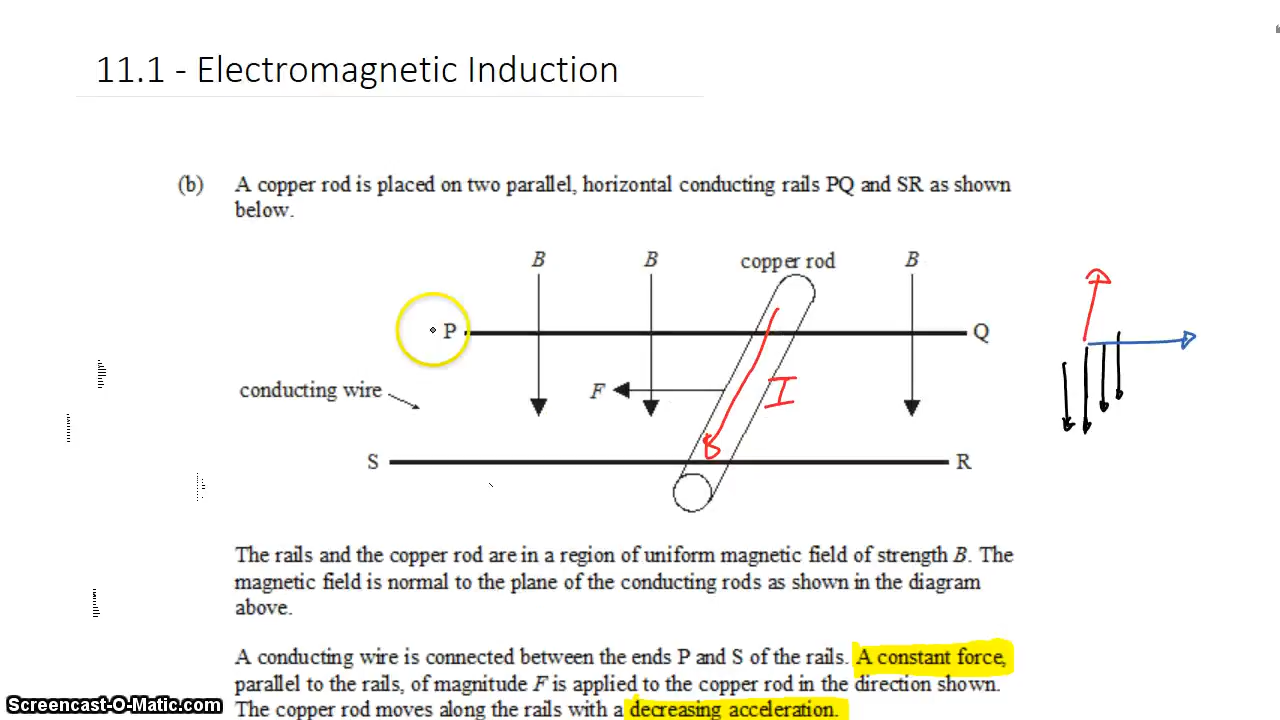 11.1 - Electromagnetic Induction
(b) A copper rod is placed on two parallel, horizontal conducting rails PQ and SR as shown
below.
B B copper rod B
P Q
conducting wire F I
S R
The rails and the copper rod are in a region of uniform magnetic field of strength B. The
magnetic field is normal to the plane of the conducting rods as shown in the diagram
above.
A conducting wire is connected between the ends P and S of the rails. A constant force,
parallel to the rails, of magnitude F is applied to the copper rod in the direction shown.
The copper rod moves along the rails with a decreasing acceleration.
Screencast-O-Matic.com